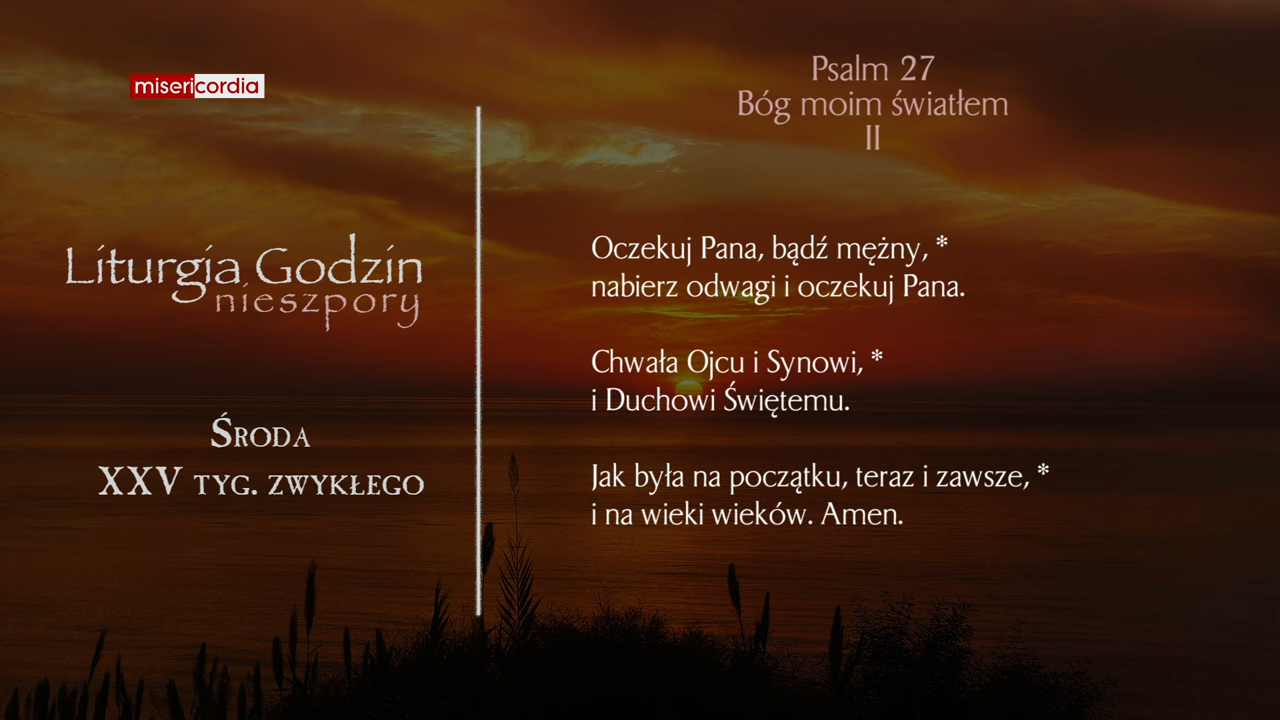 misericordia
Liturgia Godzin
nieszpory
Środa
XXV tyg. zwykłego
Psalm 27
Bóg moim światłem
II
Oczekuj Pana, bądź mężny, *
nabierz odwagi i oczekuj Pana.
Chwała Ojcu i Synowi, *
i Duchowi Świętemu.
Jak była na początku, teraz i zawsze, *
i na wieki wieków. Amen.